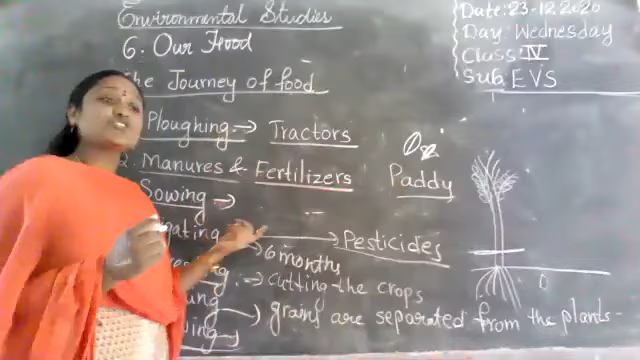 Environmental Studies
6. Our Food
The Journey of food
Ploughing → Tractors
2. Manures & Fertilizers
Sowing →
gating → Pesticides
→ 6 months
→ cutting the crops
grains are separated from the plants-
Paddy
Date: 23-12.2020
Day: Wednesday
Class: IV
Sub: EVS